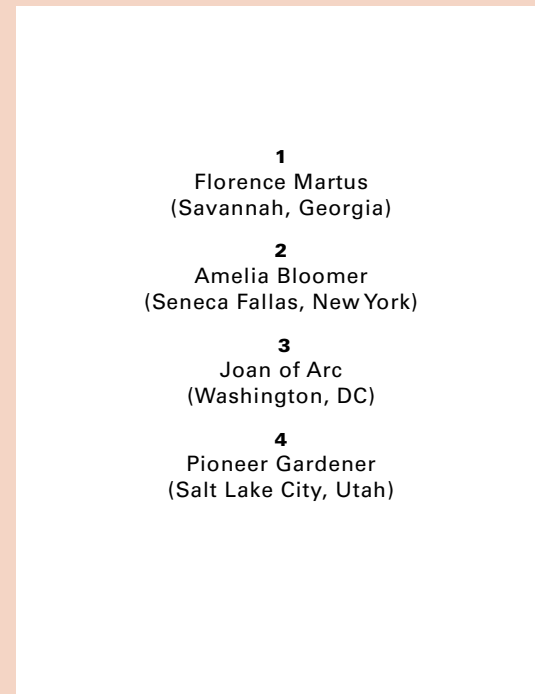 1
Florence Martus
(Savannah, Georgia)
2
Amelia Bloomer
(Seneca Fallas, New York)
3
Joan of Arc
(Washington, DC)
4
Pioneer Gardener
(Salt Lake City, Utah)